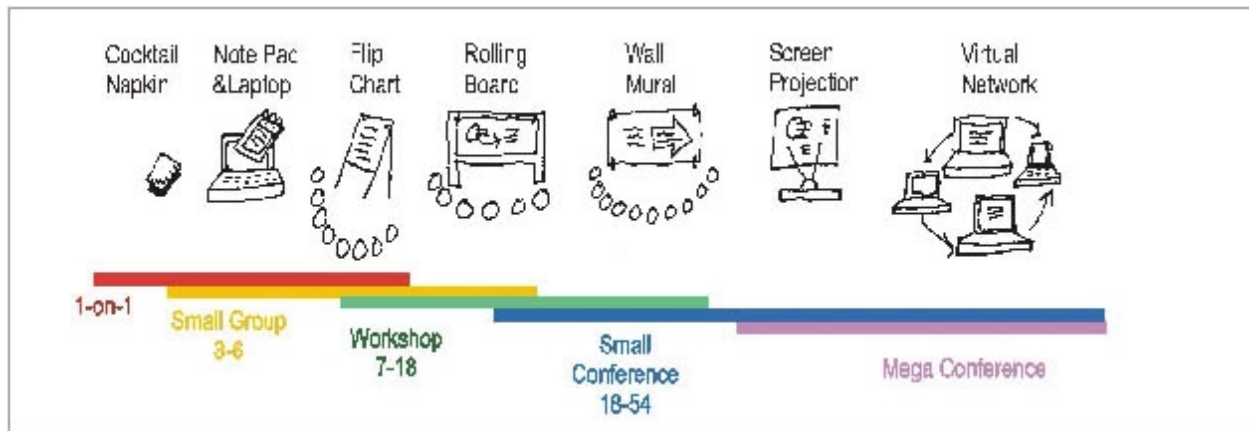 Cocktail
Napkin
Note Pad
&Laptop
Flip
Chart
Rolling
Board
Wall
Mural
Screen
Projection
Virtual
Network
1-on-1
Small Group
3-6
Workshop
7-18
Small
Conference
18-54
Mega Conference